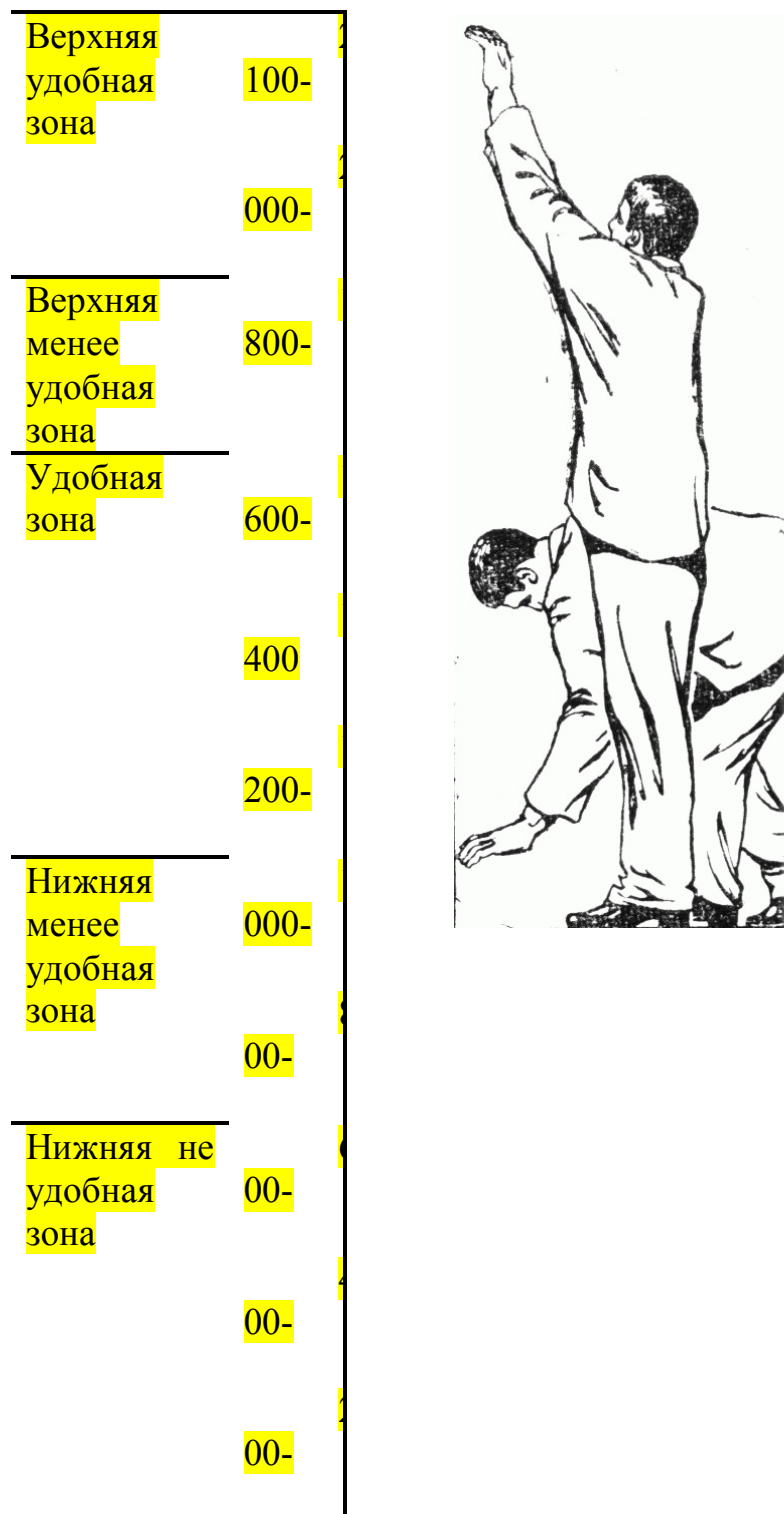 Верхняя
удобная
зона
100-
000-
Верхняя
менее
удобная
зона
800-
Удобная
зона
600-
400
200-
Нижняя
менее
удобная
зона
000-
00-
Нижняя не
удобная
зона
00-
00-
00-